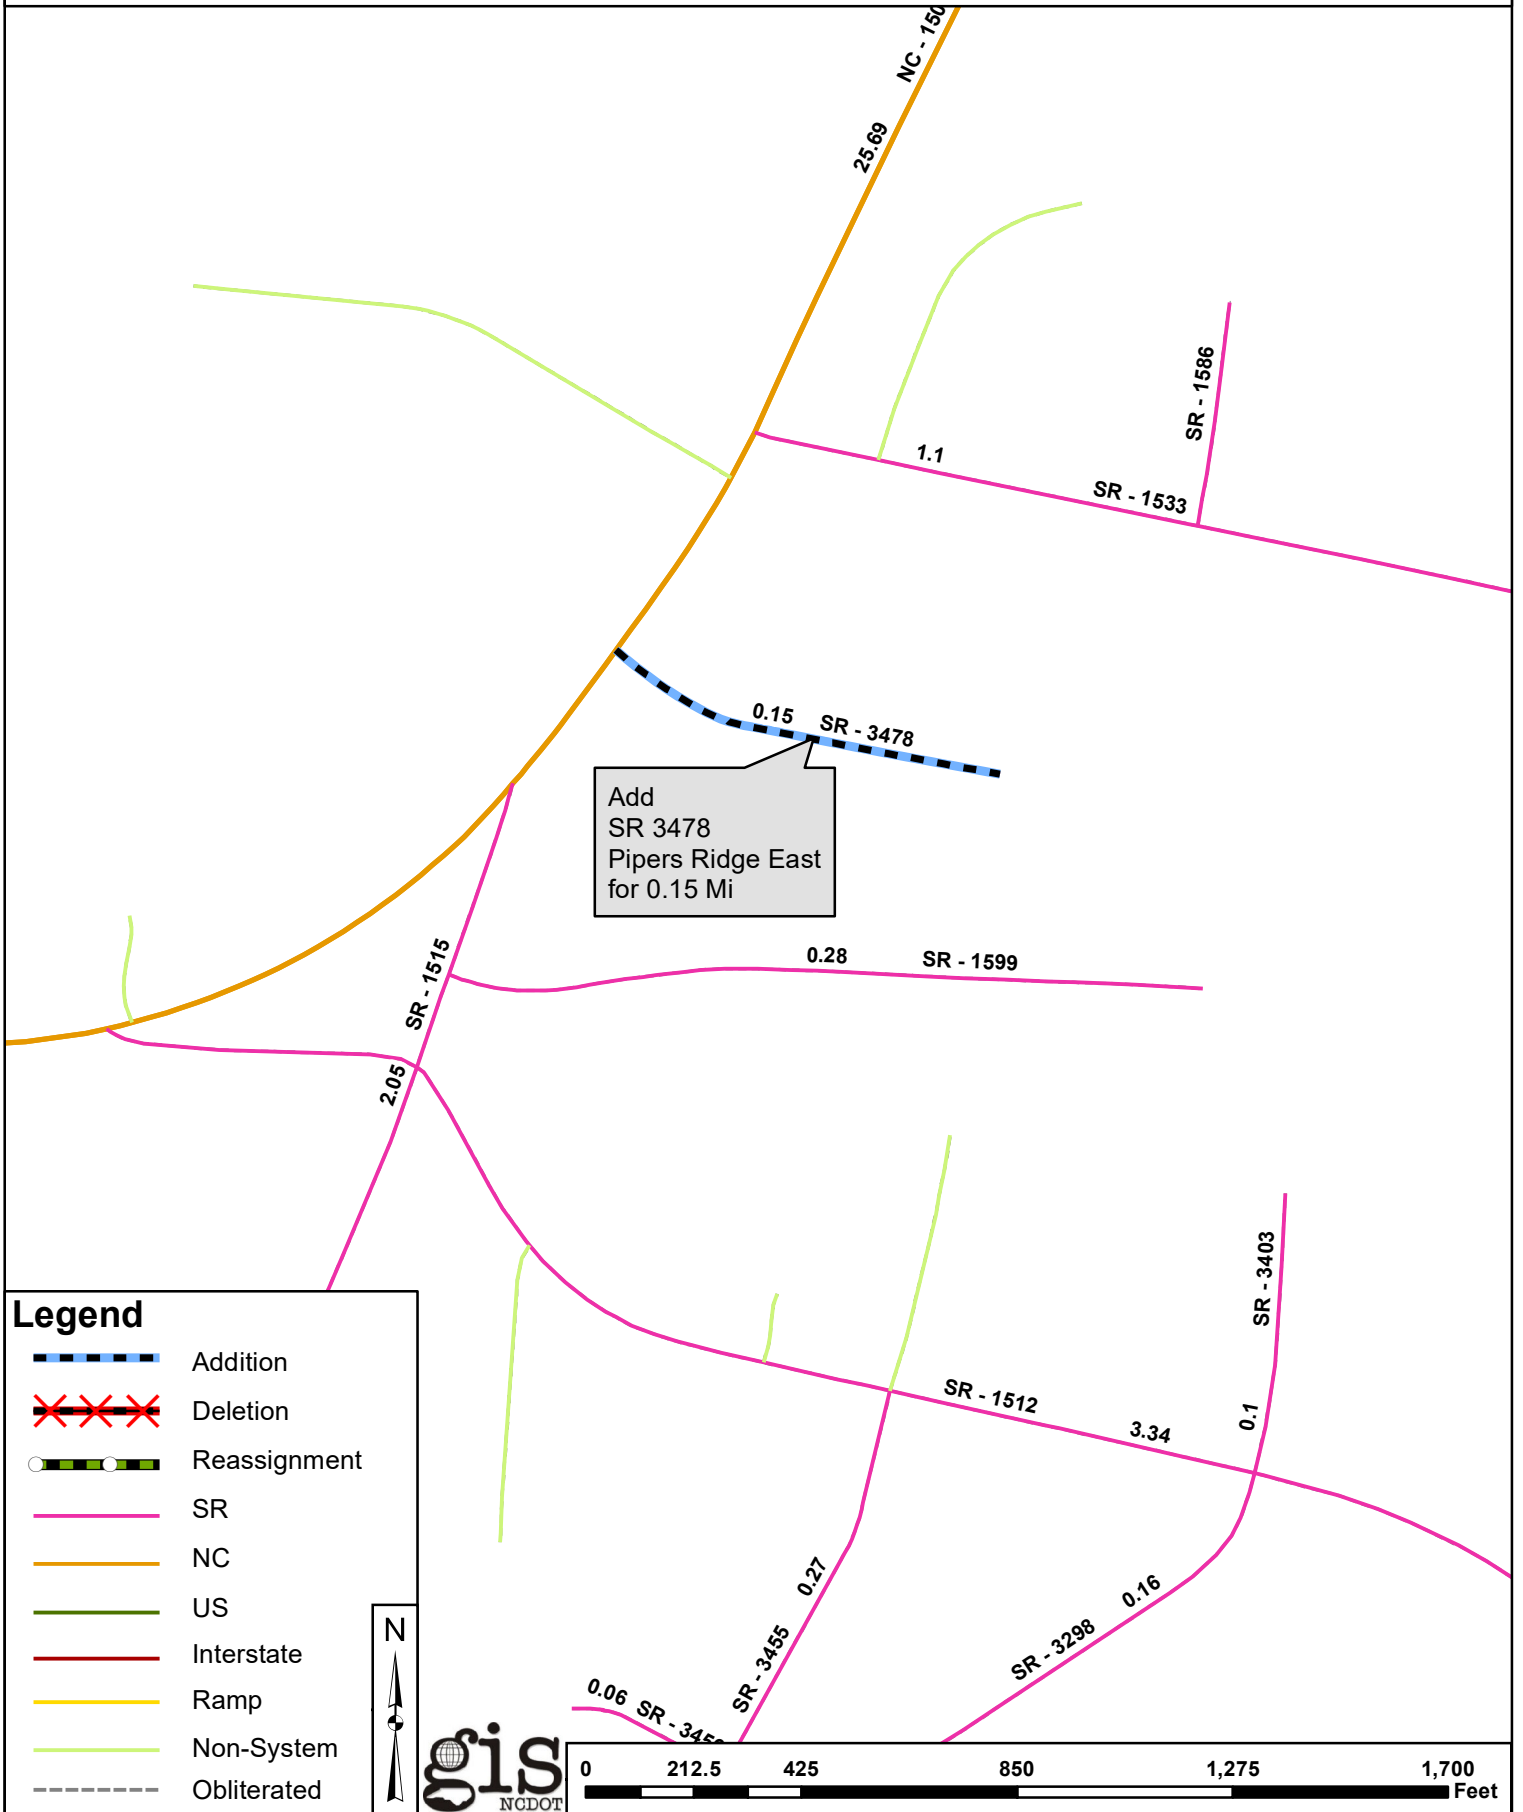 NC - 150
25.69
SR - 1586
1.1
SR - 1533
0.15 SR - 3478
Add
SR 3478
Pipers Ridge East
for 0.15 Mi
SR - 1515
0.28 SR - 1599
2.05
SR - 3403
SR - 1512
3.34
0.1
0.27
SR - 3455
0.16
SR - 3298
0.06
Legend
Addition
Deletion
Reassignment
SR
NC
US
Interstate
Ramp
Non-System
Obliterated
N
gis
NCDOT
0 212.5 425 850 1,275 1,700
Feet